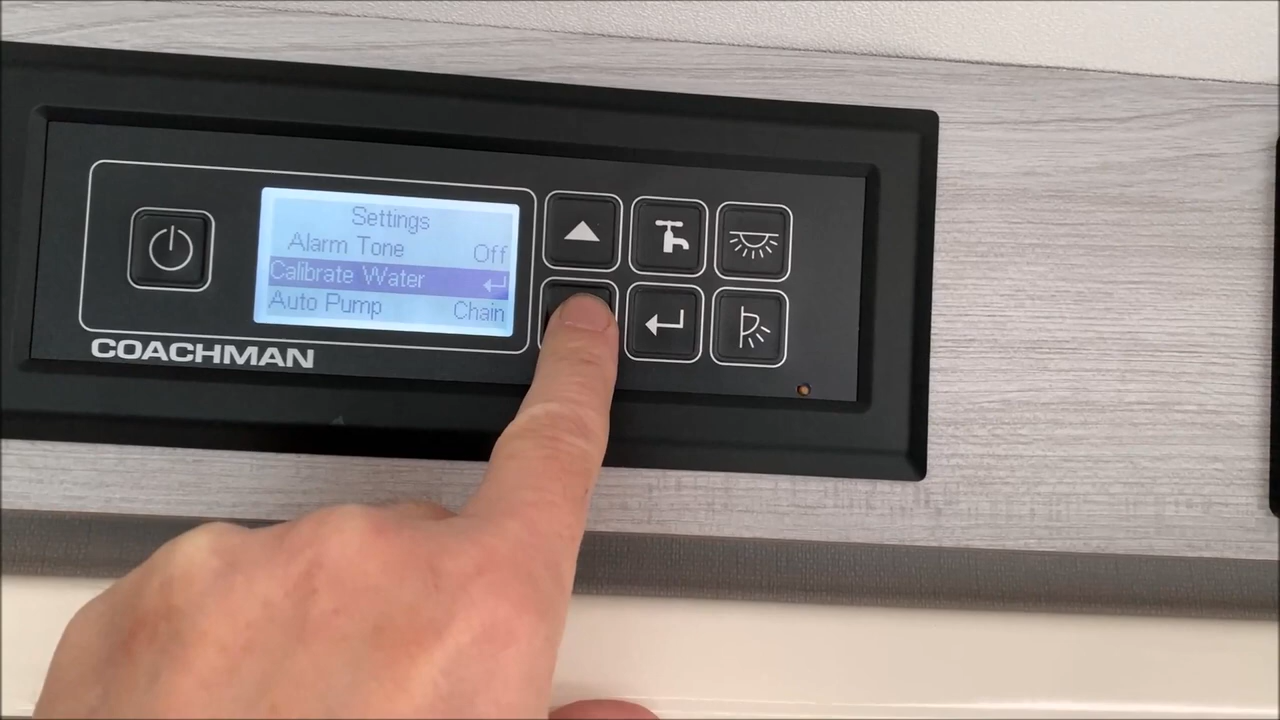 Settings
Alarm Tone Off
Calibrate Water
Auto Pump Chain
COACHMAN